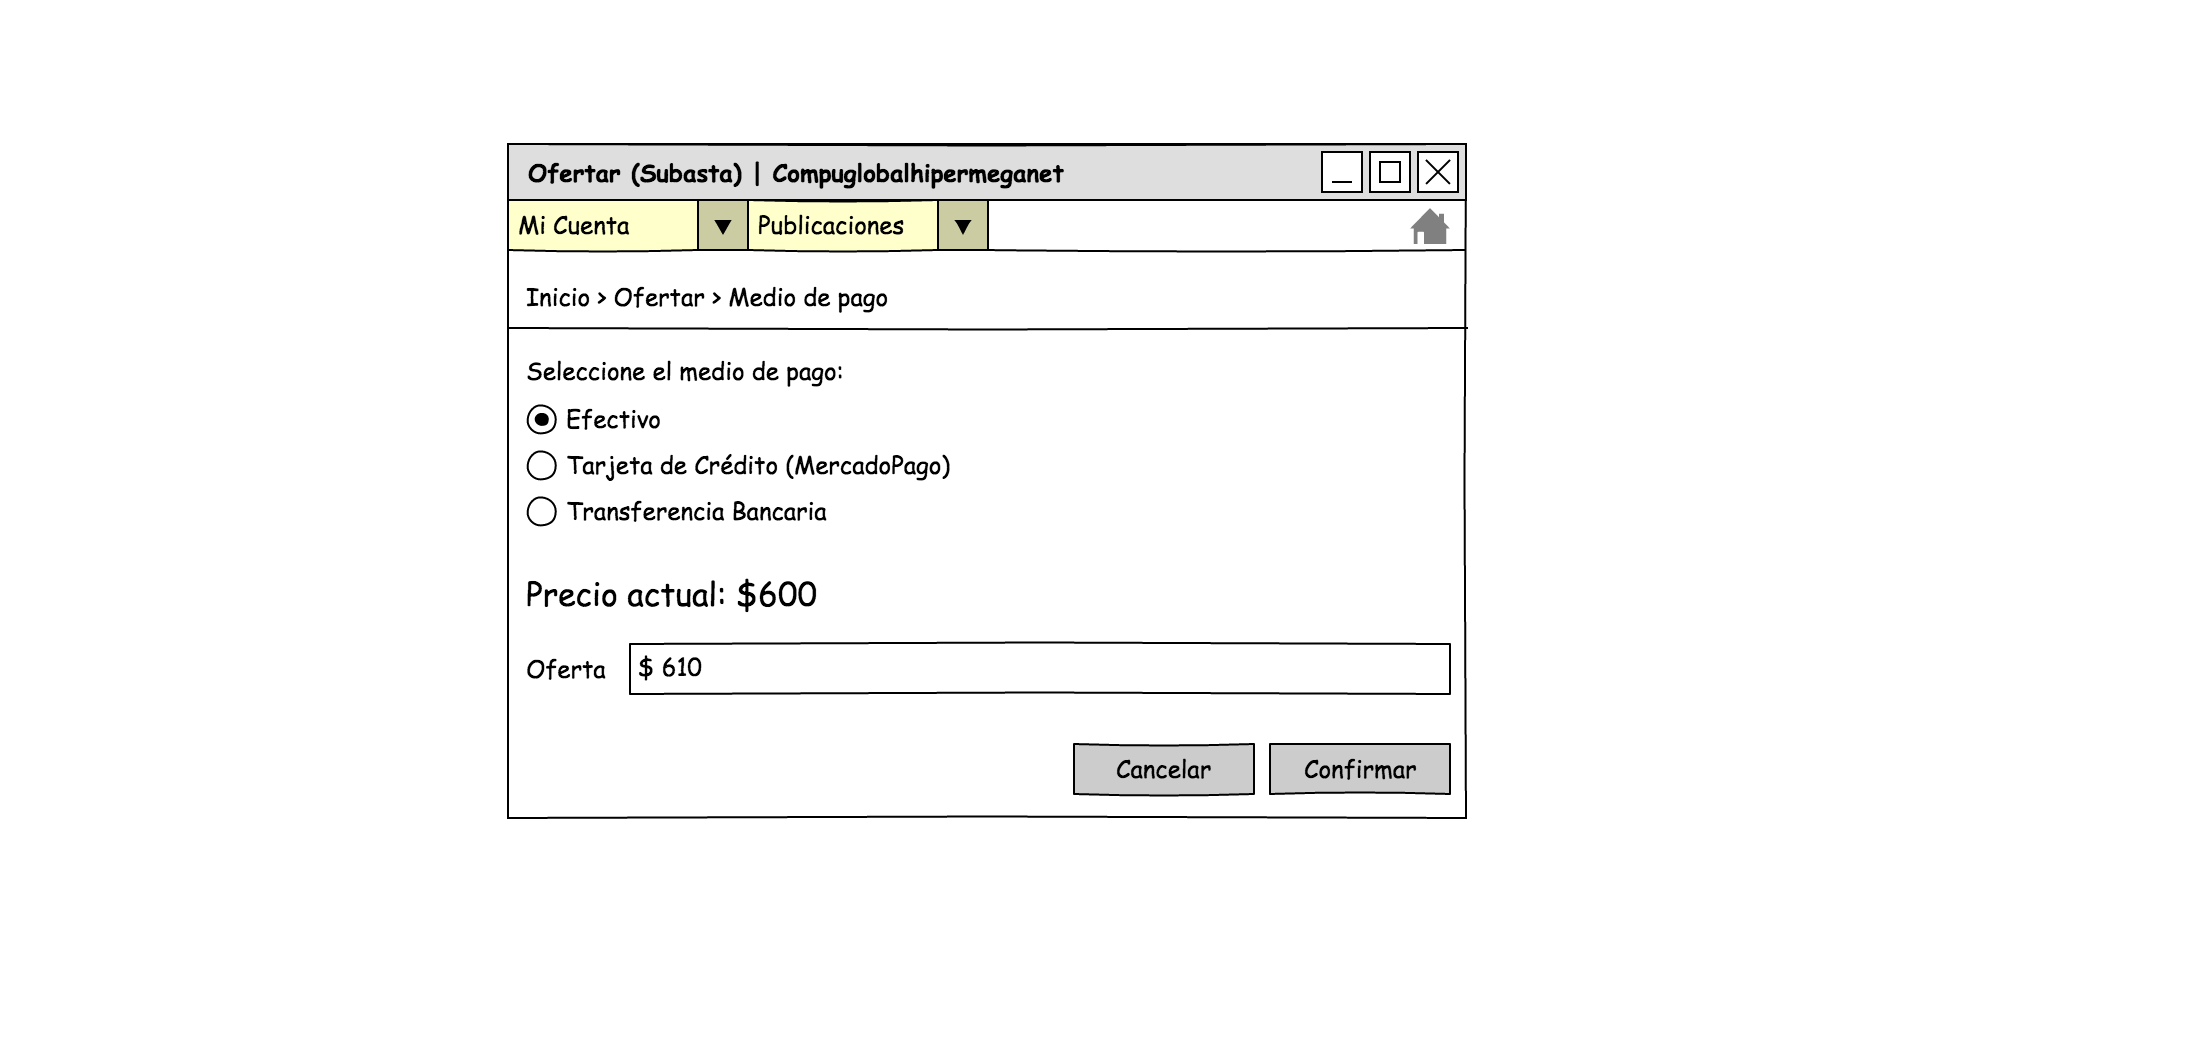 Ofertar (Subasta) | Compuglobalhipermeganet
Mi Cuenta ▼ Publicaciones ▼
Inicio > Ofertar > Medio de pago
Seleccione el medio de pago:
Efectivo
Tarjeta de Crédito (MercadoPago)
Transferencia Bancaria
Precio actual: $600
Oferta $ 610
Cancelar Confirmar